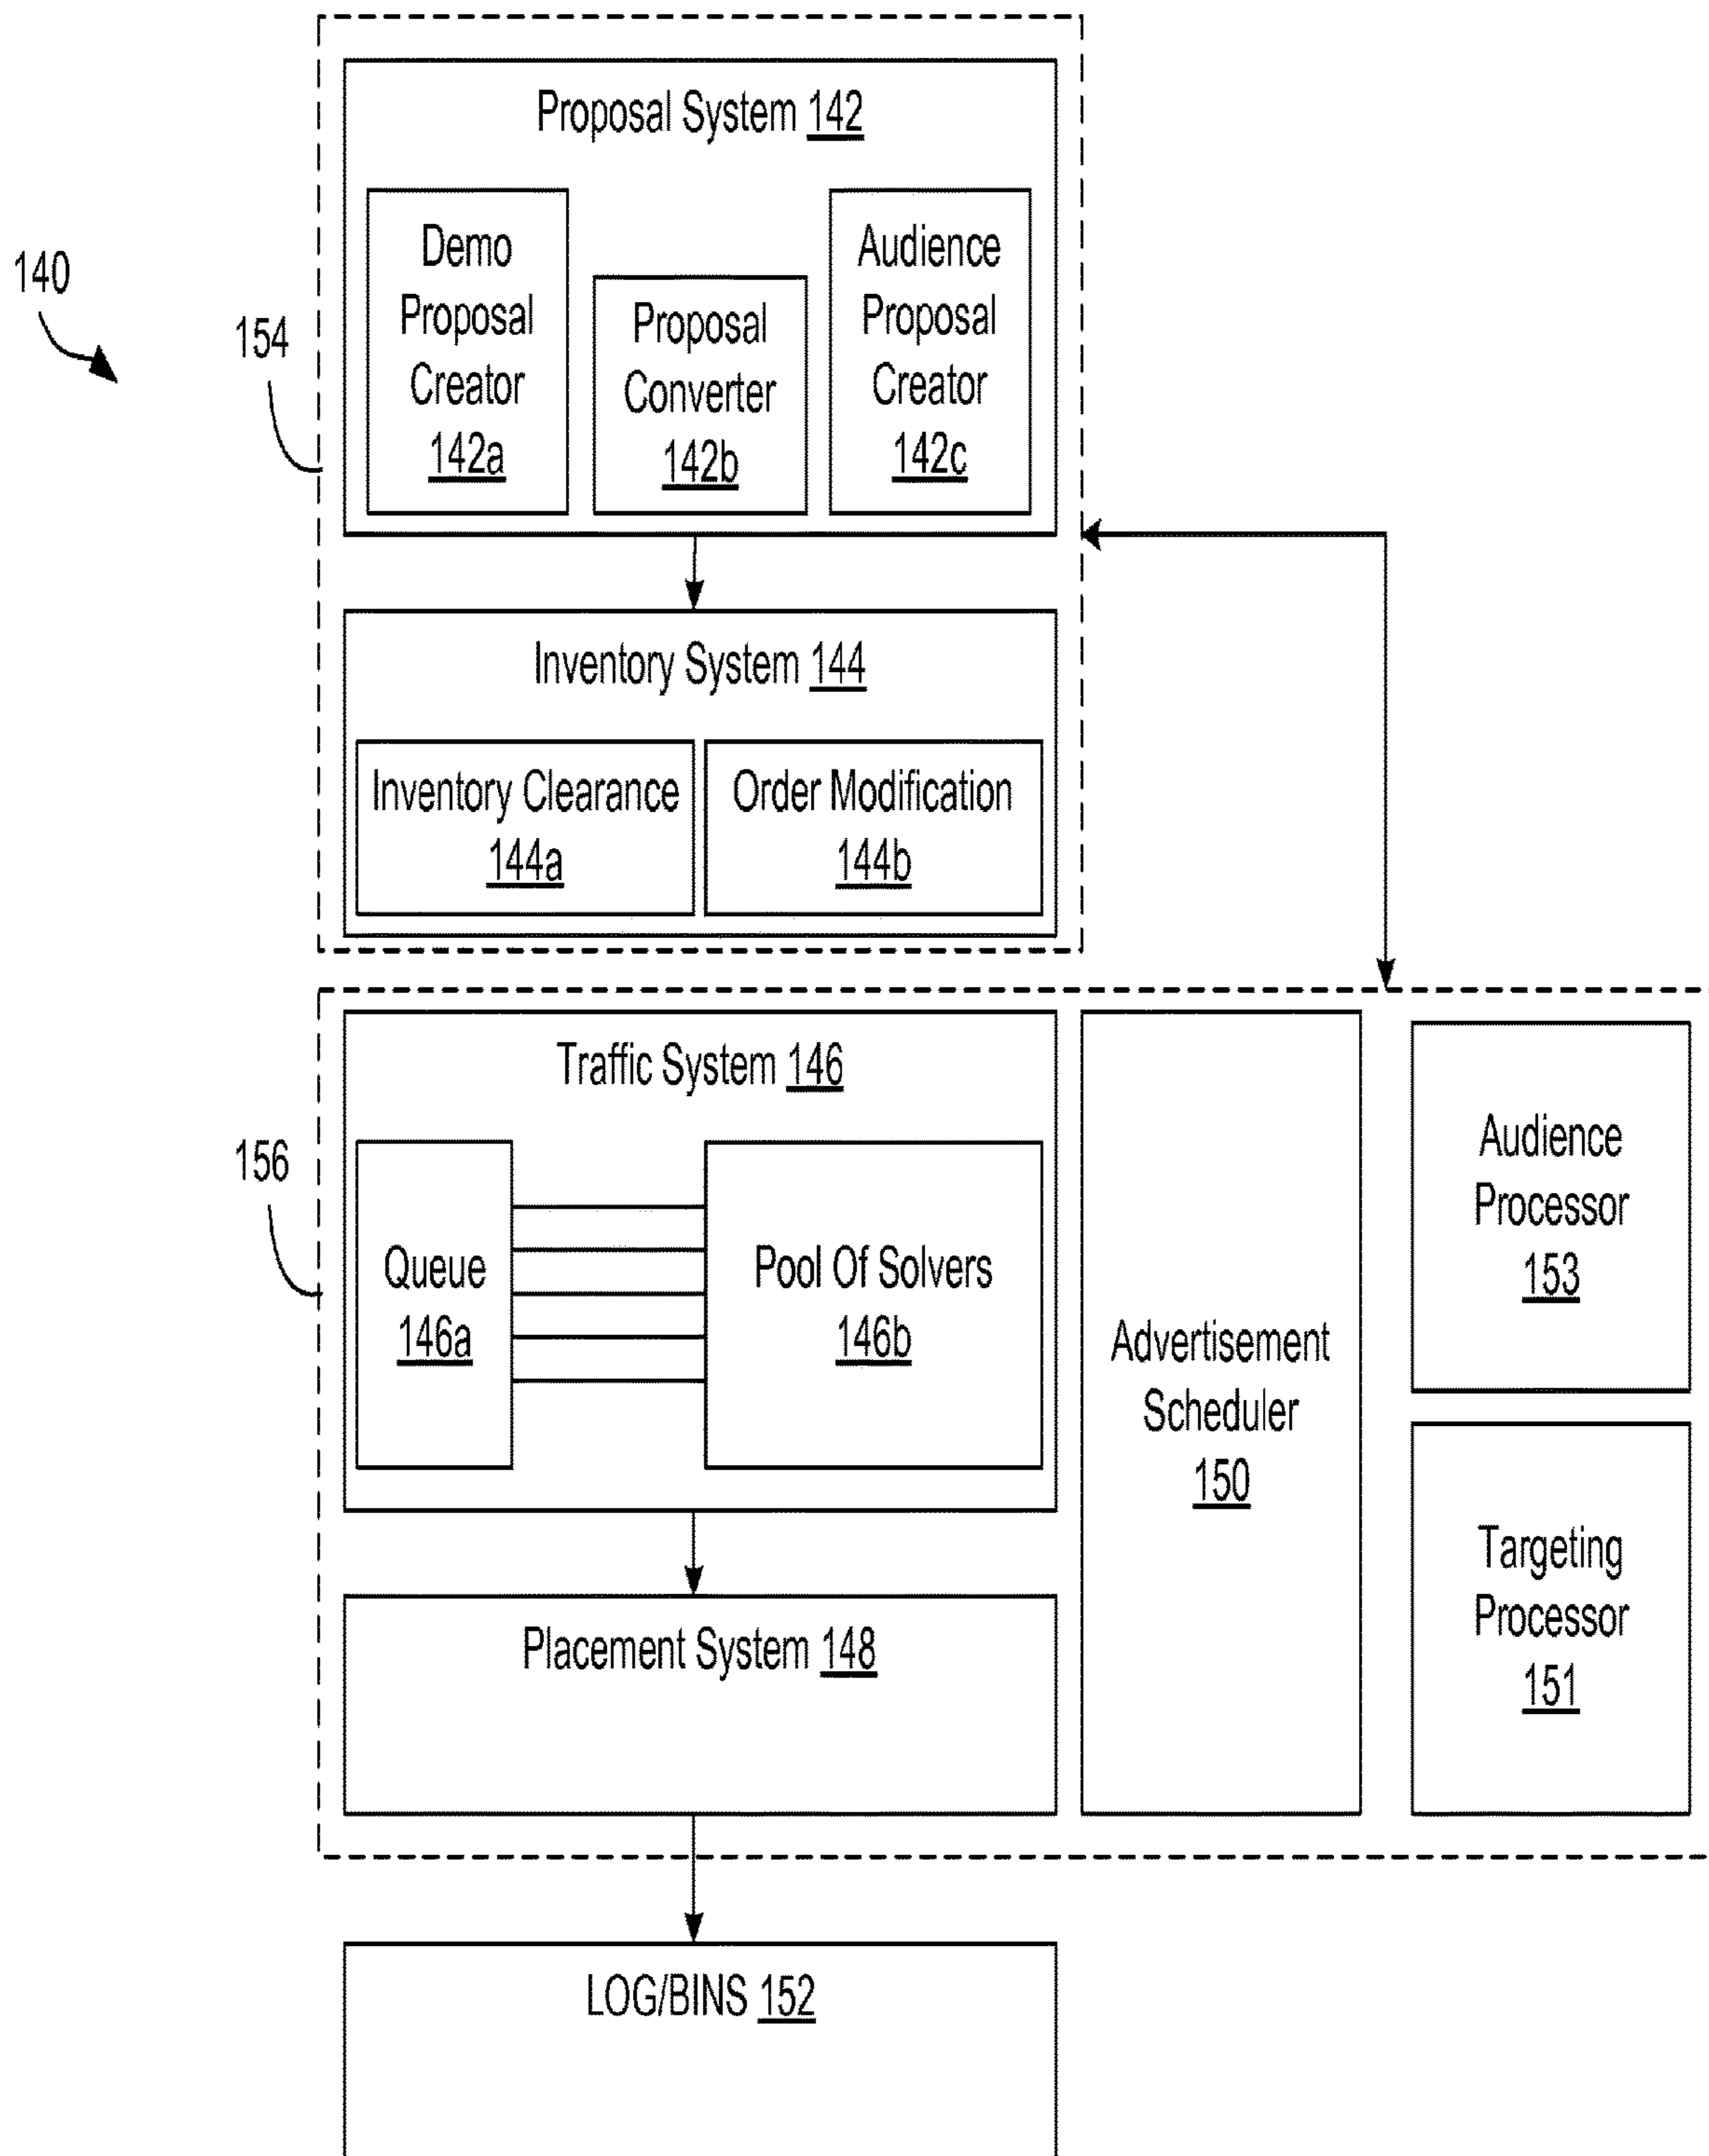 140
154
Proposal System 142
Demo
Proposal
Creator
142a
Proposal
Converter
142b
Audience
Proposal
Creator
142c
Inventory System 144
Inventory Clearance
144a
Order Modification
144b
156
Traffic System 146
Queue
146a
Pool Of Solvers
146b
Advertisement
Scheduler
150
Audience
Processor
153
Targeting
Processor
151
Placement System 148
LOG/BINS 152